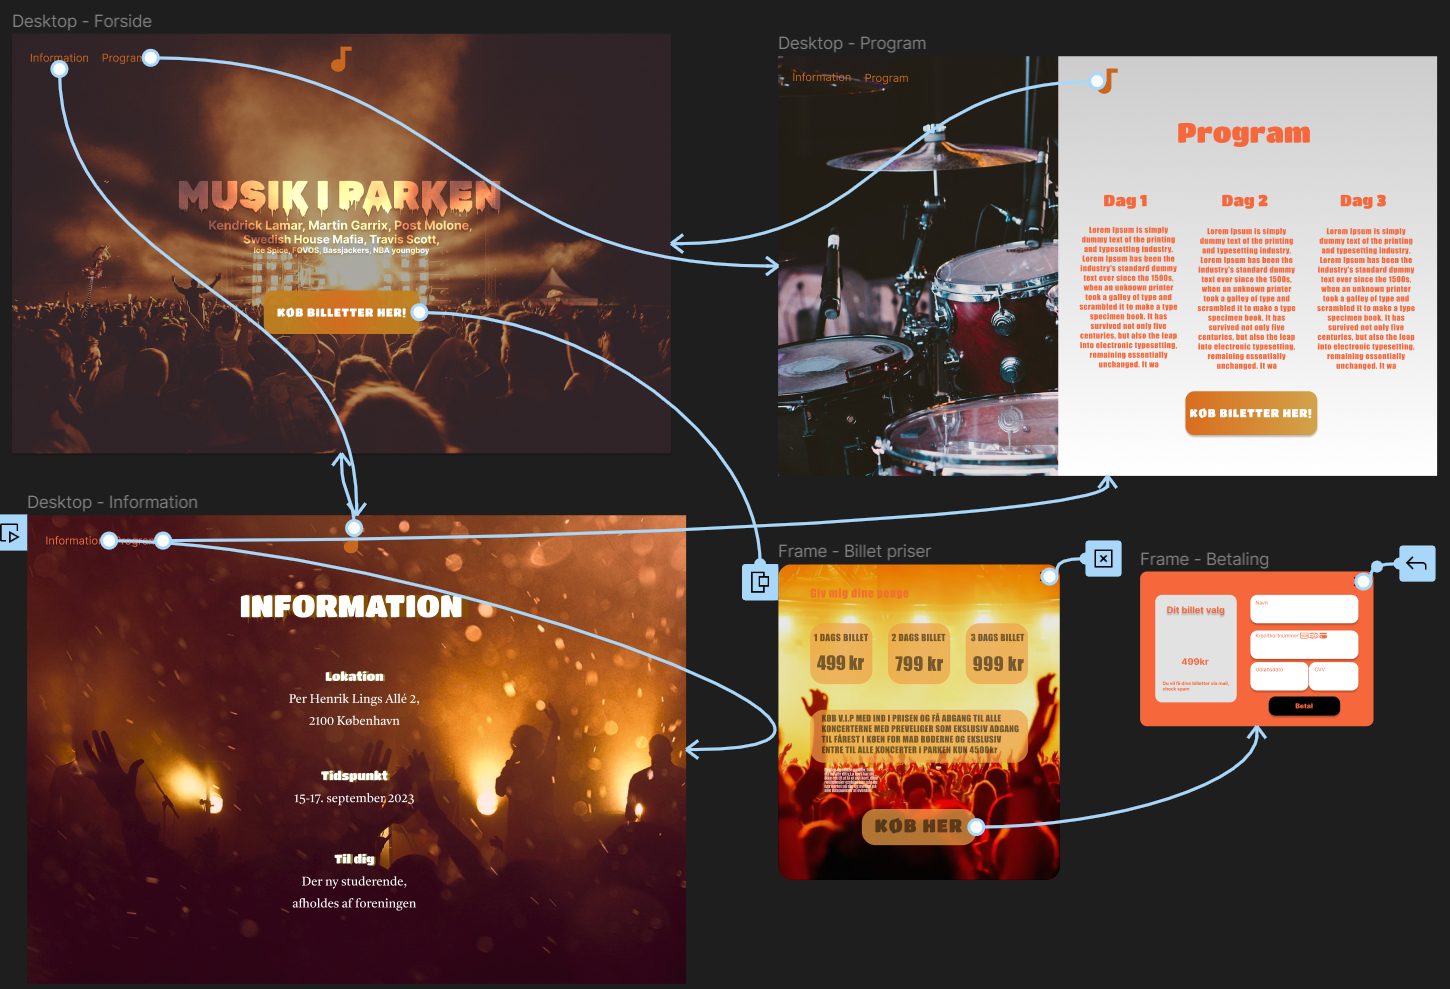 Desktop - Forside
Information Program
MUSIK I PARKEN
Kendrick Lamar, Martin Garrix, Post Molone,
Swedish House Mafia, Travis Scott,
Ice Spice, FOVOS, Bassjackers, NBA youngboy
KØB BILLETTER HER!
Desktop - Program
Information Program
Program
Dag 1
Lorem Ipsum is simply
dummy text of the printing
and typesetting industry.
Lorem Ipsum has been the
industry's standard dummy
text ever since the 1500s,
when an unknown printer
took a galley of type and
scrambled it to make a type
specimen book. It has
survived not only five
centuries, but also the leap
into electronic typesetting,
remaining essentially
unchanged. It wa
Dag 2
Lorem Ipsum is simply
dummy text of the printing
and typesetting industry.
Lorem Ipsum has been the
industry's standard dummy
text ever since the 1500s,
when an unknown printer
took a galley of type and
scrambled it to make a type
specimen book. It has
survived not only five
centuries, but also the leap
into electronic typesetting,
remaining essentially
unchanged. It wa
Dag 3
Lorem Ipsum is simply
dummy text of the printing
and typesetting industry.
Lorem Ipsum has been the
industry's standard dummy
text ever since the 1500s,
when an unknown printer
took a galley of type and
scrambled it to make a type
specimen book. It has
survived not only five
centuries, but also the leap
into electronic typesetting,
remaining essentially
unchanged. It wa
KØB BILETTER HER!
Desktop - Information
Information Program
INFORMATION
Lokation
Per Henrik Lings Allé 2,
2100 København
Tidspunkt
15-17. september 2023
Til dig
Der ny studerende,
afholdes af foreningen
Frame - Billet priser
Giv mig dine penge
1 DAGS BILLET
499 kr
2 DAGS BILLET
799 kr
3 DAGS BILLET
999 kr
KØB V.I.P MED IND I PRISEN OG FÅ ADGANG TIL ALLE
KONCERTERNE MED PREVELIGER SOM EKSLUSIV ADGANG
TIL FÅREST I KØEN FOR MAD BODERNE OG EKSLUSIV
ENTRE TIL ALLE KONCERTER I PARKEN KUN 4500kr
KØB HER
Frame - Betaling
Dit billet valg
499kr
Du vil få dine billetter via mail,
check spam
Navn
Kreditkortnummer
Udløbsdato
CVV
Betal